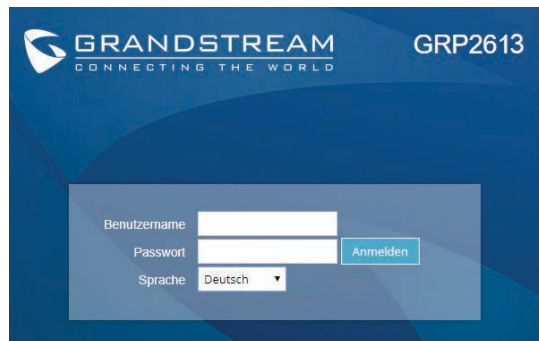 GRANDSTREAM
CONNECTING THE WORLD
GRP2613
Benutzername
Passwort
Anmelden
Sprache
Deutsch